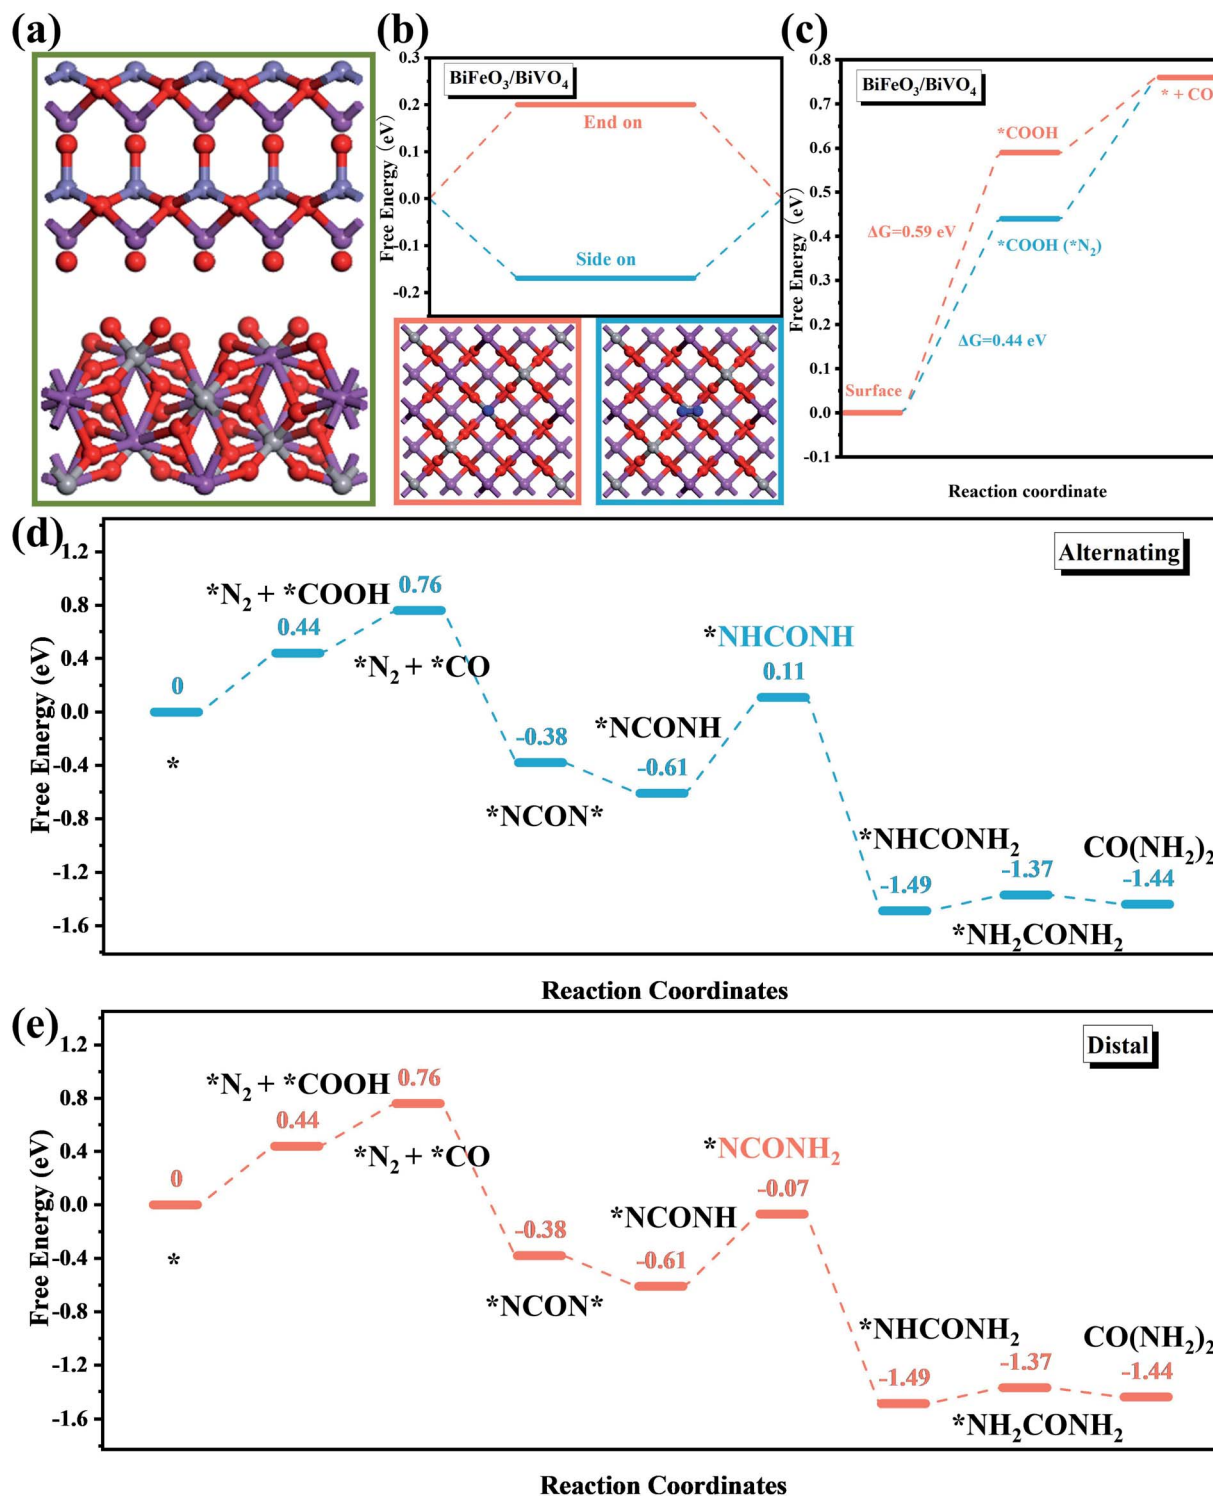 (a)
(b)
BiFeO₃/BiVO₄
Free Energy (eV)
0.3
0.2
0.1
0.0
-0.1
-0.2
End on
Side on
(c)
BiFeO₃/BiVO₄
Free Energy (eV)
0.8
0.7
0.6
0.5
0.4
0.3
0.2
0.1
0.0
-0.1
* + CO
*COOH
ΔG=0.59 eV
*COOH (*N₂)
ΔG=0.44 eV
Surface
Reaction coordinate
(d)
Alternating
Free Energy (eV)
1.2
0.8
0.4
0.0
-0.4
-0.8
-1.2
-1.6
0
*
*N₂ + *COOH
0.44
0.76
*N₂ + *CO
-0.38
*NCON*
*NCONH
-0.61
*NHCONH
0.11
*NHCONH₂
-1.49
-1.37
*NH₂CONH₂
CO(NH₂)₂
-1.44
Reaction Coordinates
(e)
Distal
Free Energy (eV)
1.2
0.8
0.4
0.0
-0.4
-0.8
-1.2
-1.6
0
*
*N₂ + *COOH
0.44
0.76
*N₂ + *CO
-0.38
*NCON*
*NCONH
-0.61
*NCONH₂
-0.07
*NHCONH₂
-1.49
-1.37
*NH₂CONH₂
CO(NH₂)₂
-1.44
Reaction Coordinates